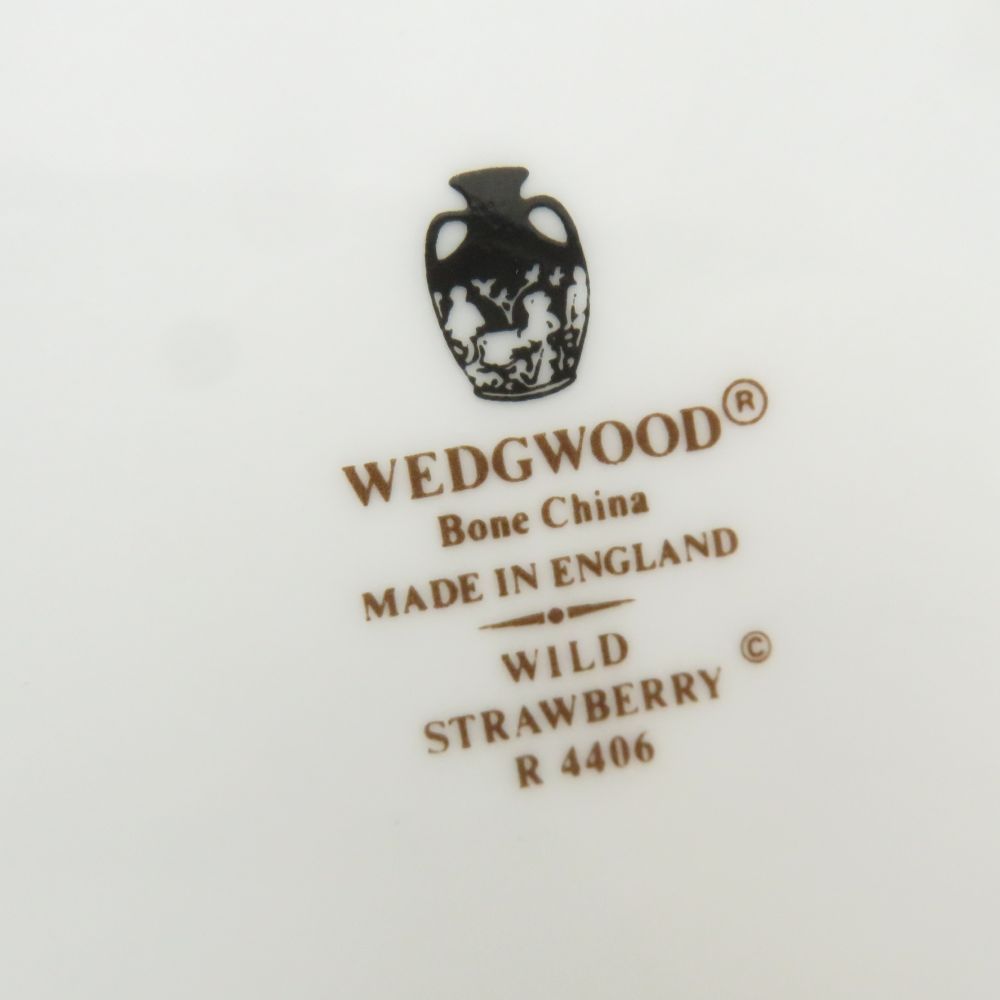 WEDGWOOD®
Bone China
MADE IN ENGLAND
WILD ©
STRAWBERRY
R 4406